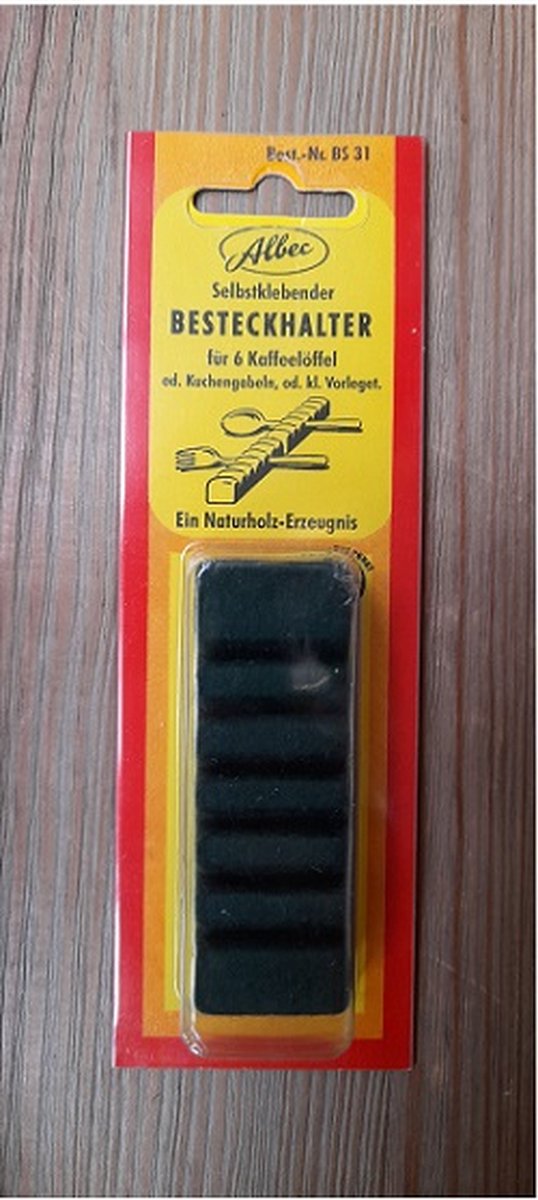 Best.-Nr. BS 31
Albec
Selbstklebender
BESTECKHALTER
für 6 Kaffeelöffel
od. Kuchengabeln, od. kl. Vorleget.
Ein Naturholz-Erzeugnis